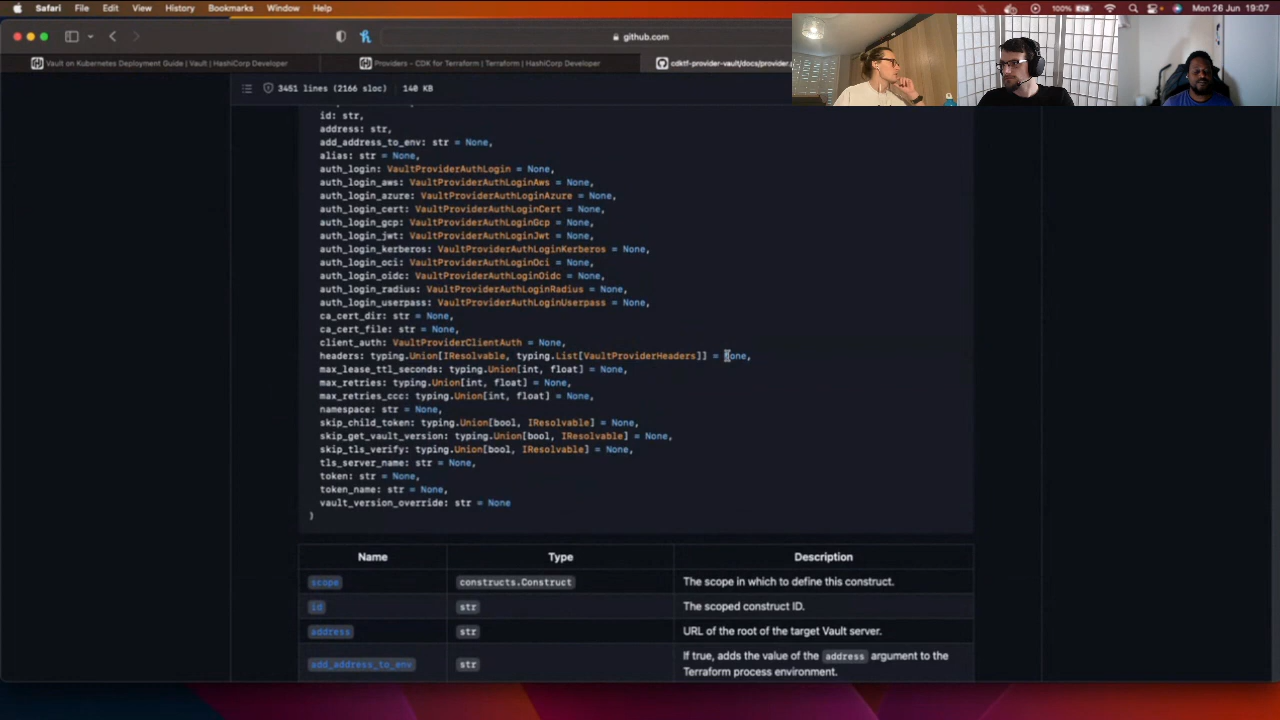 Safari File Edit View History Bookmarks Window Help 100% Mon 26 Jun 19:07
github.com
Vault on Kubernetes Deployment Guide | Vault | HashiCorp Developer
Providers - CDK for Terraform | Terraform | HashiCorp Developer
cdktf-provider-vault/docs/provider.p
3451 lines (2166 sloc) 140 KB
id: str,
address: str,
add_address_to_env: str = None,
alias: str = None,
auth_login: VaultProviderAuthLogin = None,
auth_login_aws: VaultProviderAuthLoginAws = None,
auth_login_azure: VaultProviderAuthLoginAzure = None,
auth_login_cert: VaultProviderAuthLoginCert = None,
auth_login_gcp: VaultProviderAuthLoginGcp = None,
auth_login_jwt: VaultProviderAuthLoginJwt = None,
auth_login_kerberos: VaultProviderAuthLoginKerberos = None,
auth_login_oci: VaultProviderAuthLoginOci = None,
auth_login_oidc: VaultProviderAuthLoginOidc = None,
auth_login_radius: VaultProviderAuthLoginRadius = None,
auth_login_userpass: VaultProviderAuthLoginUserpass = None,
ca_cert_dir: str = None,
ca_cert_file: str = None,
client_auth: VaultProviderClientAuth = None,
headers: typing.Union[IResolvable, typing.List[VaultProviderHeaders]] = None,
max_lease_ttl_seconds: typing.Union[int, float] = None,
max_retries: typing.Union[int, float] = None,
max_retries_ccc: typing.Union[int, float] = None,
namespace: str = None,
skip_child_token: typing.Union[bool, IResolvable] = None,
skip_get_vault_version: typing.Union[bool, IResolvable] = None,
skip_tls_verify: typing.Union[bool, IResolvable] = None,
tls_server_name: str = None,
token: str = None,
token_name: str = None,
vault_version_override: str = None
)
Name Type Description
scope constructs.Construct The scope in which to define this construct.
id str The scoped construct ID.
address str URL of the root of the target Vault server.
add_address_to_env str If true, adds the value of the address argument to the
Terraform process environment.